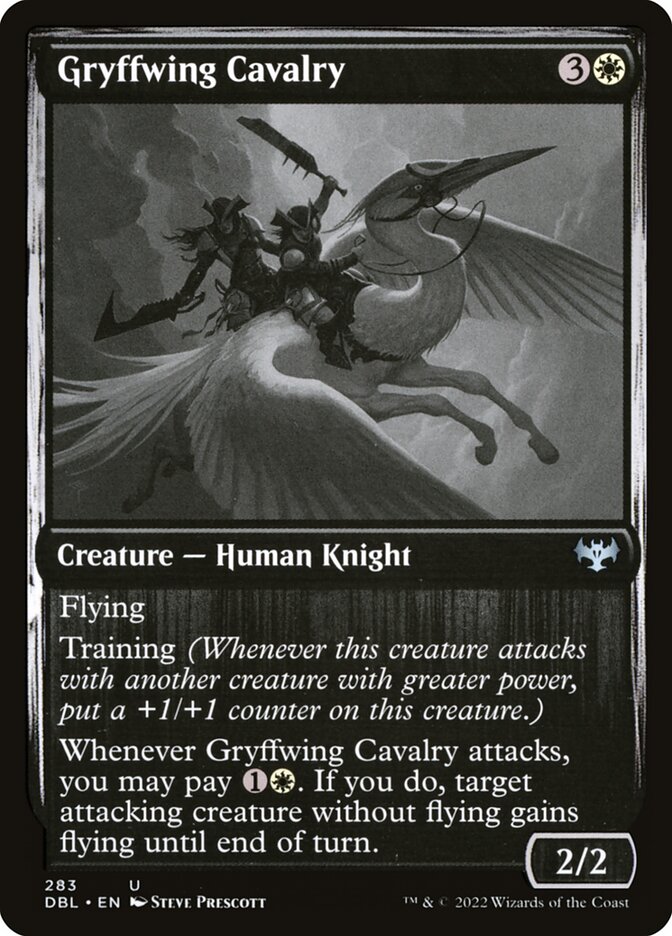 Gryffwing Cavalry 3
Creature — Human Knight
Flying
Training (Whenever this creature attacks
with another creature with greater power,
put a +1/+1 counter on this creature.)
Whenever Gryffwing Cavalry attacks,
you may pay 1. If you do, target
attacking creature without flying gains
flying until end of turn.
2/2
283 U
DBL • EN Steve Prescott
™ & © 2022 Wizards of the Coast